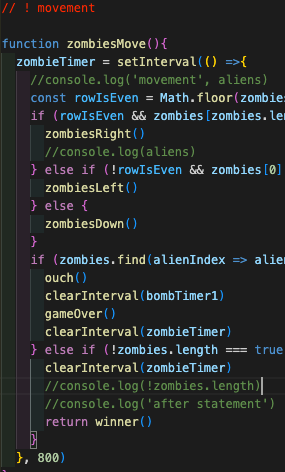 // ! movement
function zombiesMove(){
zombieTimer = setInterval(() =>{
//console.log('movement', aliens)
const rowIsEven = Math.floor(zombies
if (rowIsEven && zombies[zombies.len
zombiesRight()
//console.log(aliens)
} else if (!rowIsEven && zombies[0]
zombiesLeft()
} else {
zombiesDown()
}
if (zombies.find(alienIndex => alien
ouch()
clearInterval(bombTimer1)
gameOver()
clearInterval(zombieTimer)
} else if (!zombies.length === true
clearInterval(zombieTimer)
//console.log(!zombies.length)
//console.log('after statement')
return winner()
}
}, 800)